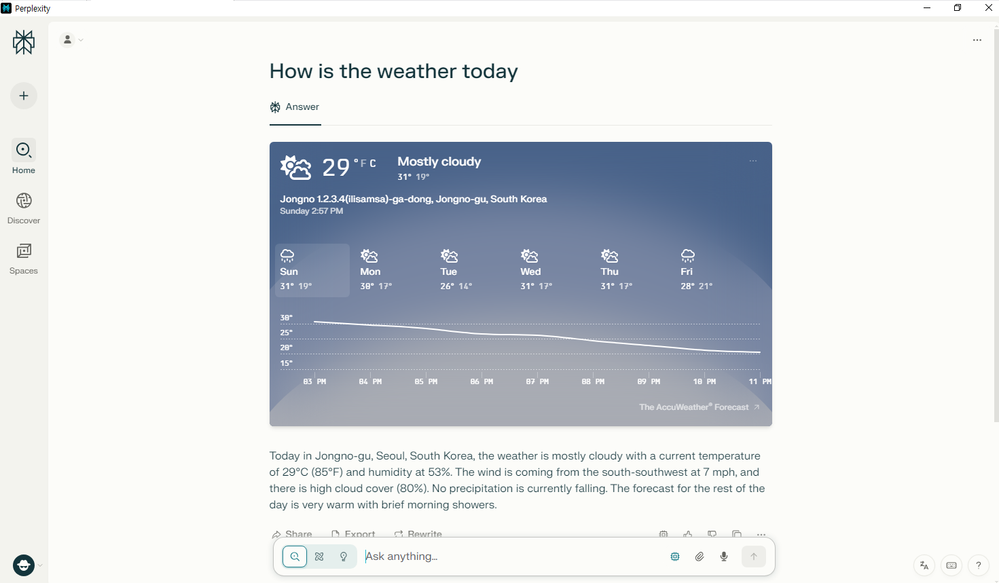 Perplexity
How is the weather today
Answer
29 °F C
Mostly cloudy
31° 19°
Jongno 1.2.3.4(ilisamsa)-ga-dong, Jongno-gu, South Korea
Sunday 2:57 PM
Sun Mon Tue Wed Thu Fri
31° 19° 30° 17° 26° 14° 31° 17° 31° 17° 28° 21°
30°
25°
20°
15°
03 PM 04 PM 05 PM 06 PM 07 PM 08 PM 09 PM 10 PM 11 PM
The AccuWeather® Forecast
Today in Jongno-gu, Seoul, South Korea, the weather is mostly cloudy with a current temperature
of 29°C (85°F) and humidity at 53%. The wind is coming from the south-southwest at 7 mph, and
there is high cloud cover (80%). No precipitation is currently falling. The forecast for the rest of the
day is very warm with brief morning showers.
Share Export Rewrite
Ask anything...
Home
Discover
Spaces
?